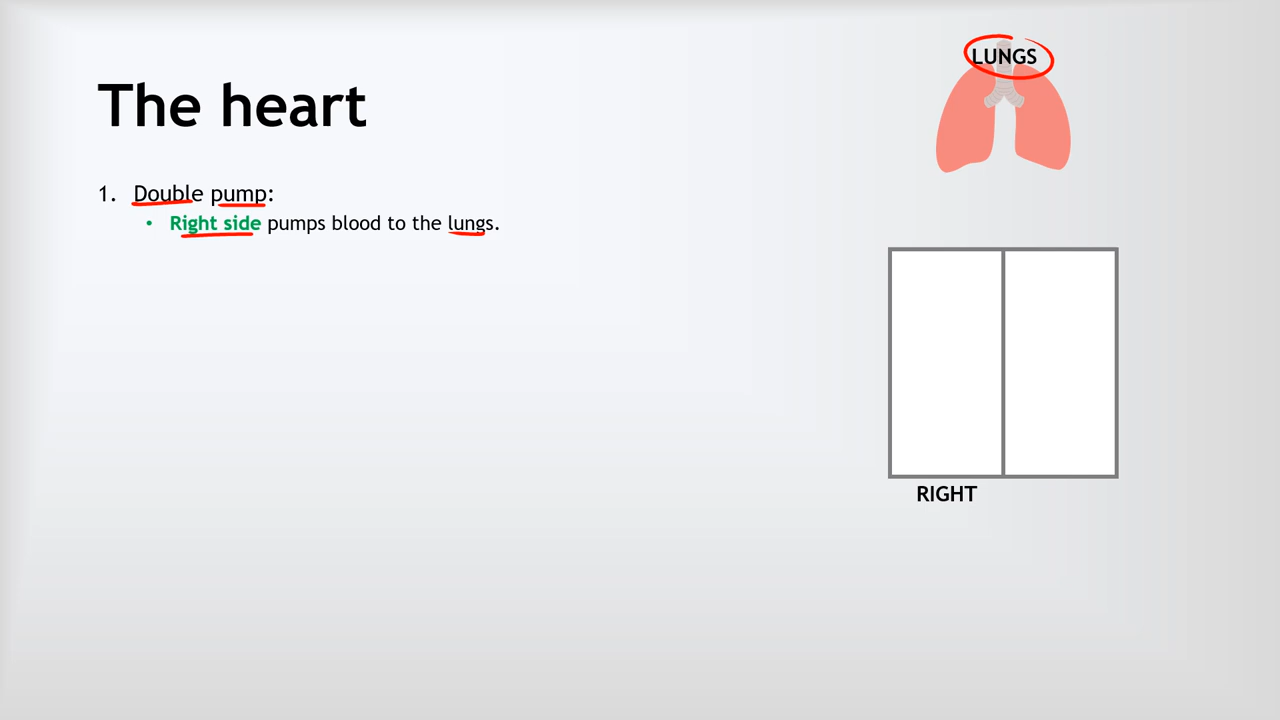 The heart
1. Double pump:
• Right side pumps blood to the lungs.
LUNGS
RIGHT